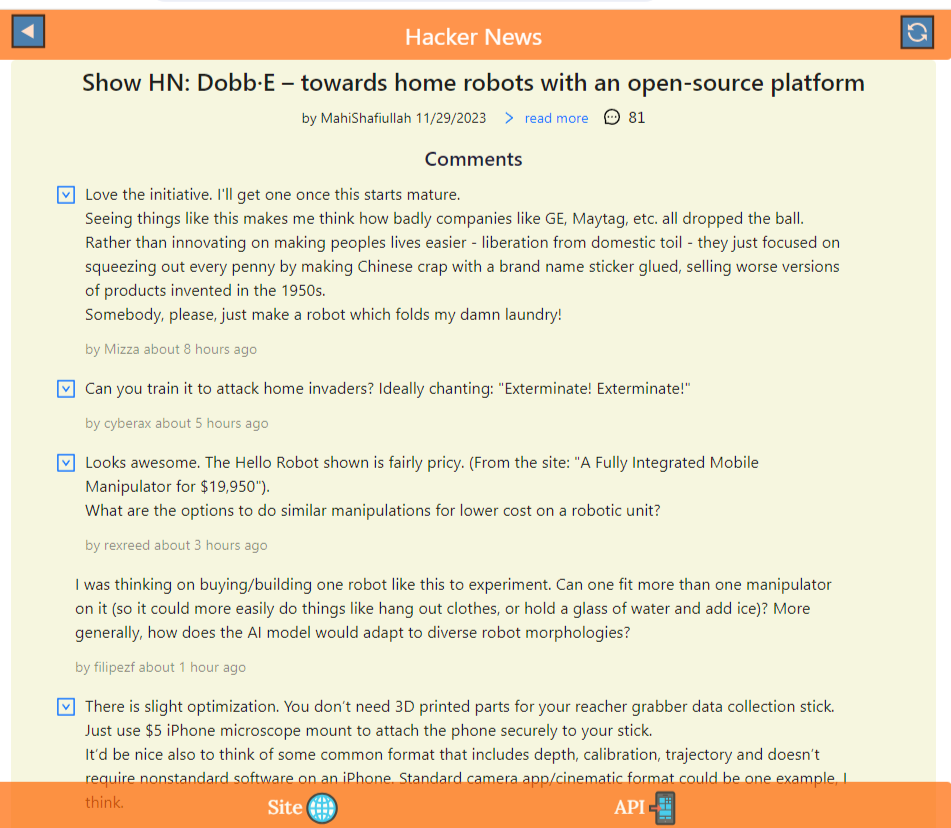 Hacker News
Show HN: Dobb·E – towards home robots with an open-source platform
by MahiShafiullah 11/29/2023 > read more 81
Comments
Love the initiative. I'll get one once this starts mature.
Seeing things like this makes me think how badly companies like GE, Maytag, etc. all dropped the ball.
Rather than innovating on making peoples lives easier - liberation from domestic toil - they just focused on
squeezing out every penny by making Chinese crap with a brand name sticker glued, selling worse versions
of products invented in the 1950s.
Somebody, please, just make a robot which folds my damn laundry!
by Mizza about 8 hours ago
Can you train it to attack home invaders? Ideally chanting: "Exterminate! Exterminate!"
by cyberax about 5 hours ago
Looks awesome. The Hello Robot shown is fairly pricy. (From the site: "A Fully Integrated Mobile
Manipulator for $19,950").
What are the options to do similar manipulations for lower cost on a robotic unit?
by rexreed about 3 hours ago
I was thinking on buying/building one robot like this to experiment. Can one fit more than one manipulator
on it (so it could more easily do things like hang out clothes, or hold a glass of water and add ice)? More
generally, how does the AI model would adapt to diverse robot morphologies?
by filipezf about 1 hour ago
There is slight optimization. You don’t need 3D printed parts for your reacher grabber data collection stick.
Just use $5 iPhone microscope mount to attach the phone securely to your stick.
It’d be nice also to think of some common format that includes depth, calibration, trajectory and doesn’t
require nonstandard software on an iPhone. Standard camera app/cinematic format could be one example, I
think.
Site API